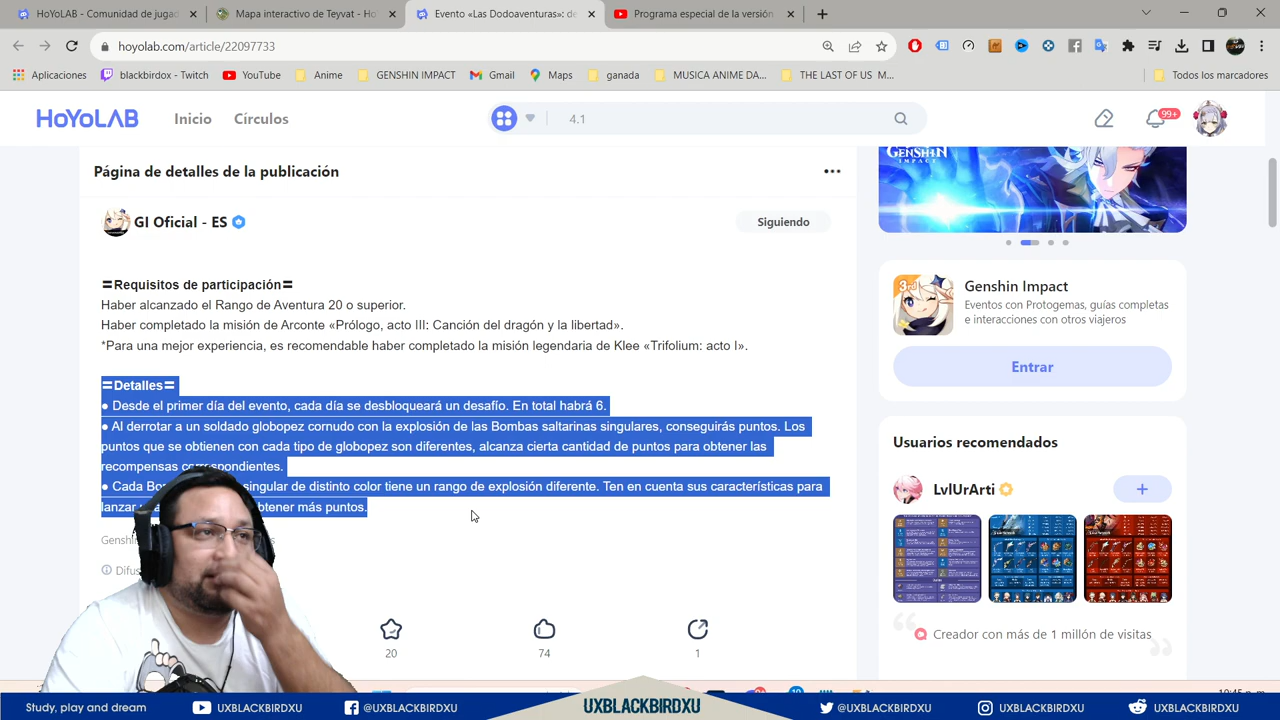 HoYoLAB - Comunidad de jugad
Mapa interactivo de Teyvat - Ho
Evento «Las Dodoaventuras»: de
Programa especial de la versión
hoyolab.com/article/22097733
Aplicaciones
blackbirdox - Twitch
YouTube
Anime
GENSHIN IMPACT
Gmail
Maps
ganada
MUSICA ANIME DA...
THE LAST OF US M...
Todos los marcadores
HoYoLAB
Inicio
Círculos
4.1
99+
Página de detalles de la publicación
GI Oficial - ES
Siguiendo
〓Requisitos de participación〓
Haber alcanzado el Rango de Aventura 20 o superior.
Haber completado la misión de Arconte «Prólogo, acto III: Canción del dragón y la libertad».
*Para una mejor experiencia, es recomendable haber completado la misión legendaria de Klee «Trifolium: acto I».
〓Detalles〓
● Desde el primer día del evento, cada día se desbloqueará un desafío. En total habrá 6.
● Al derrotar a un soldado globopez cornudo con la explosión de las Bombas saltarinas singulares, conseguirás puntos. Los
puntos que se obtienen con cada tipo de globopez son diferentes, alcanza cierta cantidad de puntos para obtener las
recompensas correspondientes.
● Cada singular de distinto color tiene un rango de explosión diferente. Ten en cuenta sus características para
lanzar obtener más puntos.
20
74
1
GENSHIN
IMPACT
3rd
Genshin Impact
Eventos con Protogemas, guías completas
e interacciones con otros viajeros
Entrar
Usuarios recomendados
LvlUrArti
Creador con más de 1 millón de visitas
Study, play and dream
UXBLACKBIRDXU
@UXBLACKBIRDXU
UXBLACKBIRDXU
@UXBLACKBIRDXU
UXBLACKBIRDXU
UXBLACKBIRDXU